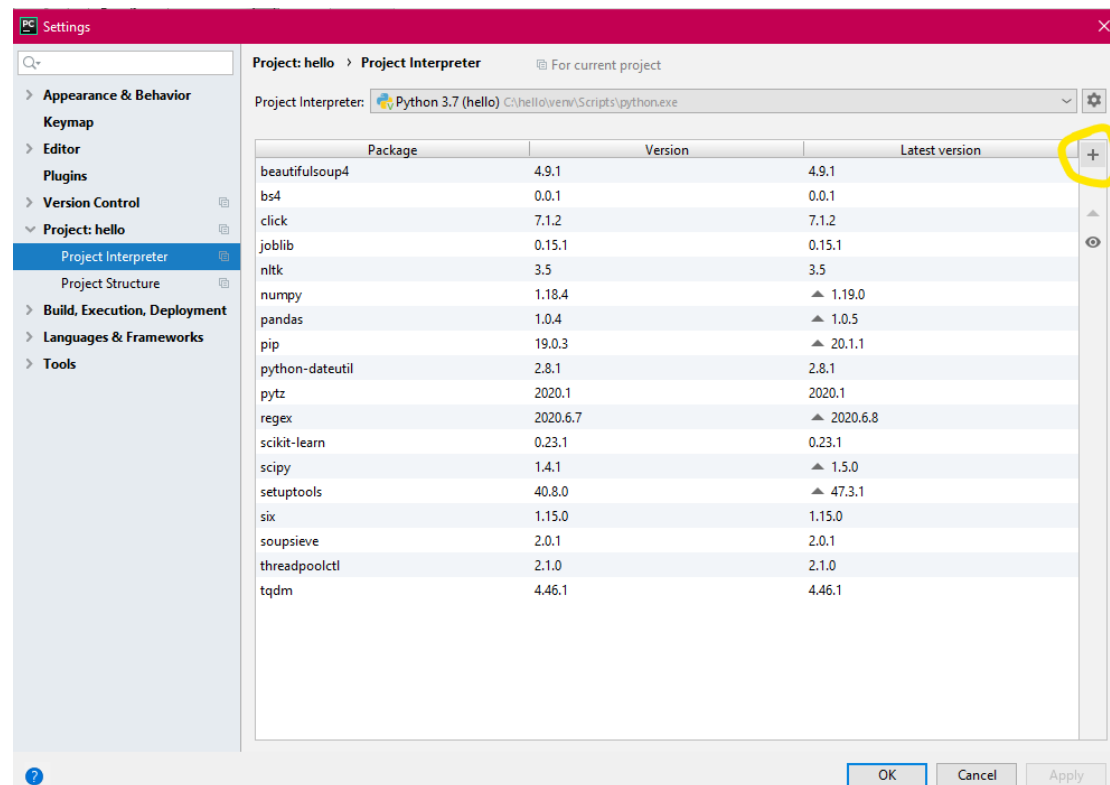 PC Settings
Project: hello > Project Interpreter For current project
Project Interpreter: Python 3.7 (hello) C:\hello\venv\Scripts\python.exe
Appearance & Behavior
Keymap
Editor
Plugins
Version Control
Project: hello
Project Interpreter
Project Structure
Build, Execution, Deployment
Languages & Frameworks
Tools
Package Version Latest version
beautifulsoup4 4.9.1 4.9.1
bs4 0.0.1 0.0.1
click 7.1.2 7.1.2
joblib 0.15.1 0.15.1
nltk 3.5 3.5
numpy 1.18.4 1.19.0
pandas 1.0.4 1.0.5
pip 19.0.3 20.1.1
python-dateutil 2.8.1 2.8.1
pytz 2020.1 2020.1
regex 2020.6.7 2020.6.8
scikit-learn 0.23.1 0.23.1
scipy 1.4.1 1.5.0
setuptools 40.8.0 47.3.1
six 1.15.0 1.15.0
soupsieve 2.0.1 2.0.1
threadpoolctl 2.1.0 2.1.0
tqdm 4.46.1 4.46.1
? OK Cancel Apply